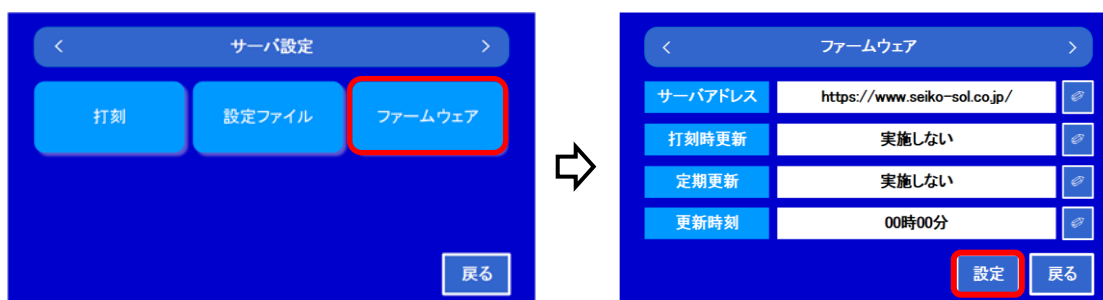 < サーバ設定 >
打刻 設定ファイル ファームウェア
戻る
< ファームウェア >
サーバアドレス https://www.seiko-sol.co.jp/
打刻時更新 実施しない
定期更新 実施しない
更新時刻 00時00分
設定 戻る